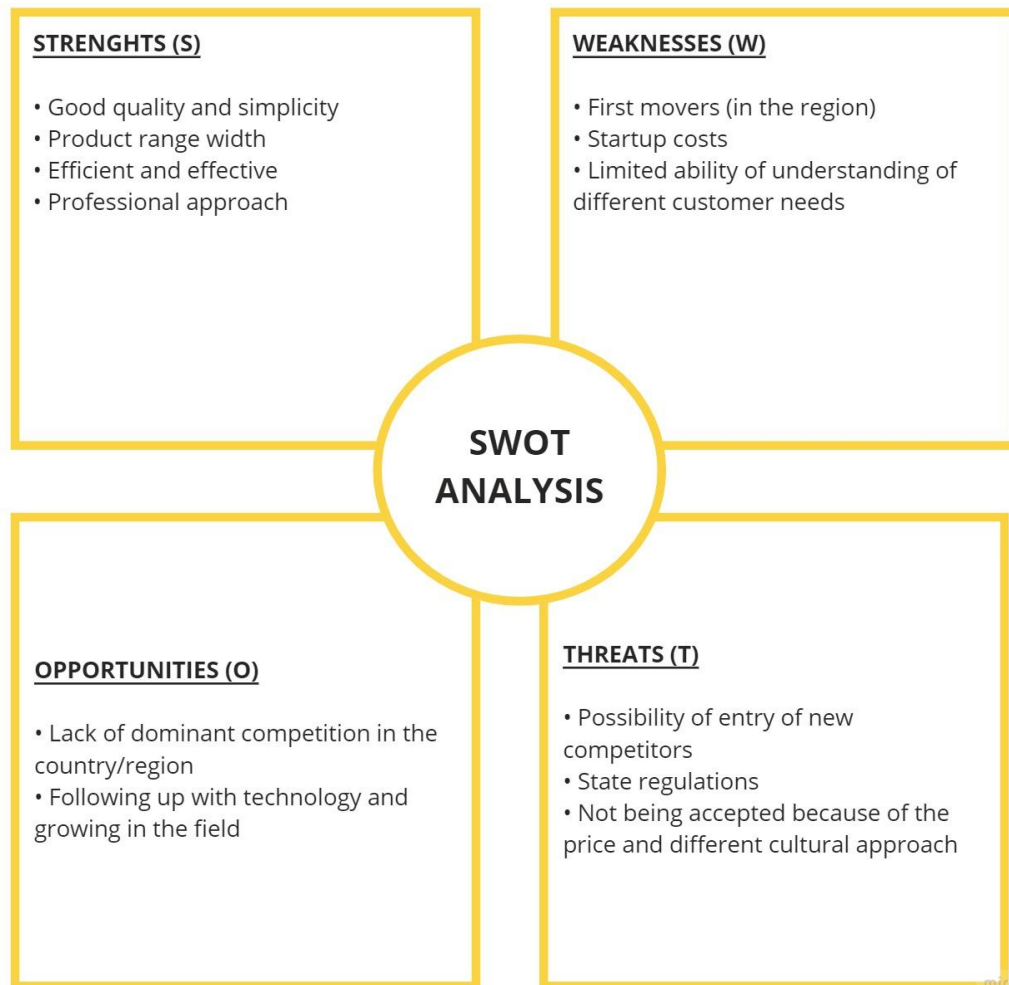 STRENGHTS (S)
• Good quality and simplicity
• Product range width
• Efficient and effective
• Professional approach
WEAKNESSES (W)
• First movers (in the region)
• Startup costs
• Limited ability of understanding of
different customer needs
SWOT
ANALYSIS
OPPORTUNITIES (O)
• Lack of dominant competition in the
country/region
• Following up with technology and
growing in the field
THREATS (T)
• Possibility of entry of new
competitors
• State regulations
• Not being accepted because of the
price and different cultural approach